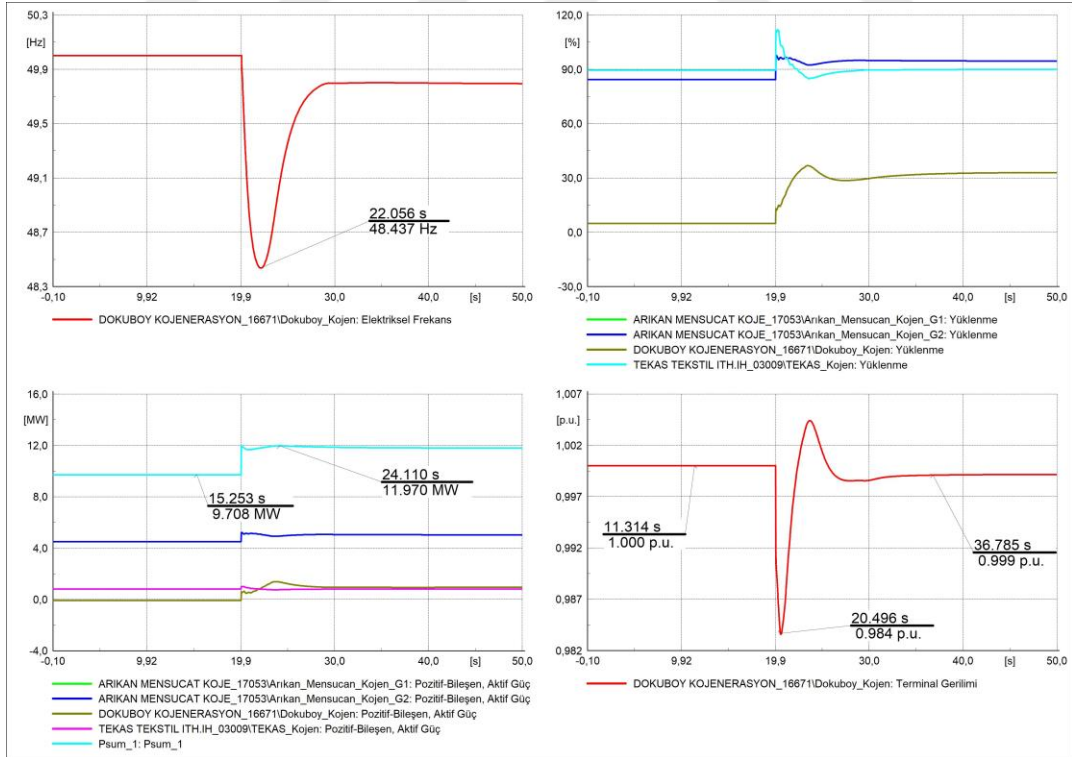 50,3
[Hz]
49,9
49,5
49,1
48,7
48,3
22.056 s
48.437 Hz
-0,10 9,92 19,9 30,0 40,0 [s] 50,0
DOKUBOY KOJENERASYON_16671\Dokuboy_Kojen: Elektriksel Frekans
120,0
[%]
90,0
60,0
30,0
0,0
-30,0
-0,10 9,92 19,9 30,0 40,0 [s] 50,0
ARIKAN MENSUCAT KOJE_17053\Arıkan_Mensucan_Kojen_G1: Yüklenme
ARIKAN MENSUCAT KOJE_17053\Arıkan_Mensucan_Kojen_G2: Yüklenme
DOKUBOY KOJENERASYON_16671\Dokuboy_Kojen: Yüklenme
TEKAS TEKSTIL ITH.IH_03009\TEKAS_Kojen: Yüklenme
16,0
[MW]
12,0
8,0
4,0
0,0
-4,0
15.253 s
9.708 MW
24.110 s
11.970 MW
-0,10 9,92 19,9 30,0 40,0 [s] 50,0
ARIKAN MENSUCAT KOJE_17053\Arıkan_Mensucan_Kojen_G1: Pozitif-Bileşen, Aktif Güç
ARIKAN MENSUCAT KOJE_17053\Arıkan_Mensucan_Kojen_G2: Pozitif-Bileşen, Aktif Güç
DOKUBOY KOJENERASYON_16671\Dokuboy_Kojen: Pozitif-Bileşen, Aktif Güç
TEKAS TEKSTIL ITH.IH_03009\TEKAS_Kojen: Pozitif-Bileşen, Aktif Güç
Psum_1: Psum_1
1,007
[p.u.]
1,002
0,997
0,992
0,987
0,982
11.314 s
1.000 p.u.
20.496 s
0.984 p.u.
36.785 s
0.999 p.u.
-0,10 9,92 19,9 30,0 40,0 [s] 50,0
DOKUBOY KOJENERASYON_16671\Dokuboy_Kojen: Terminal Gerilimi